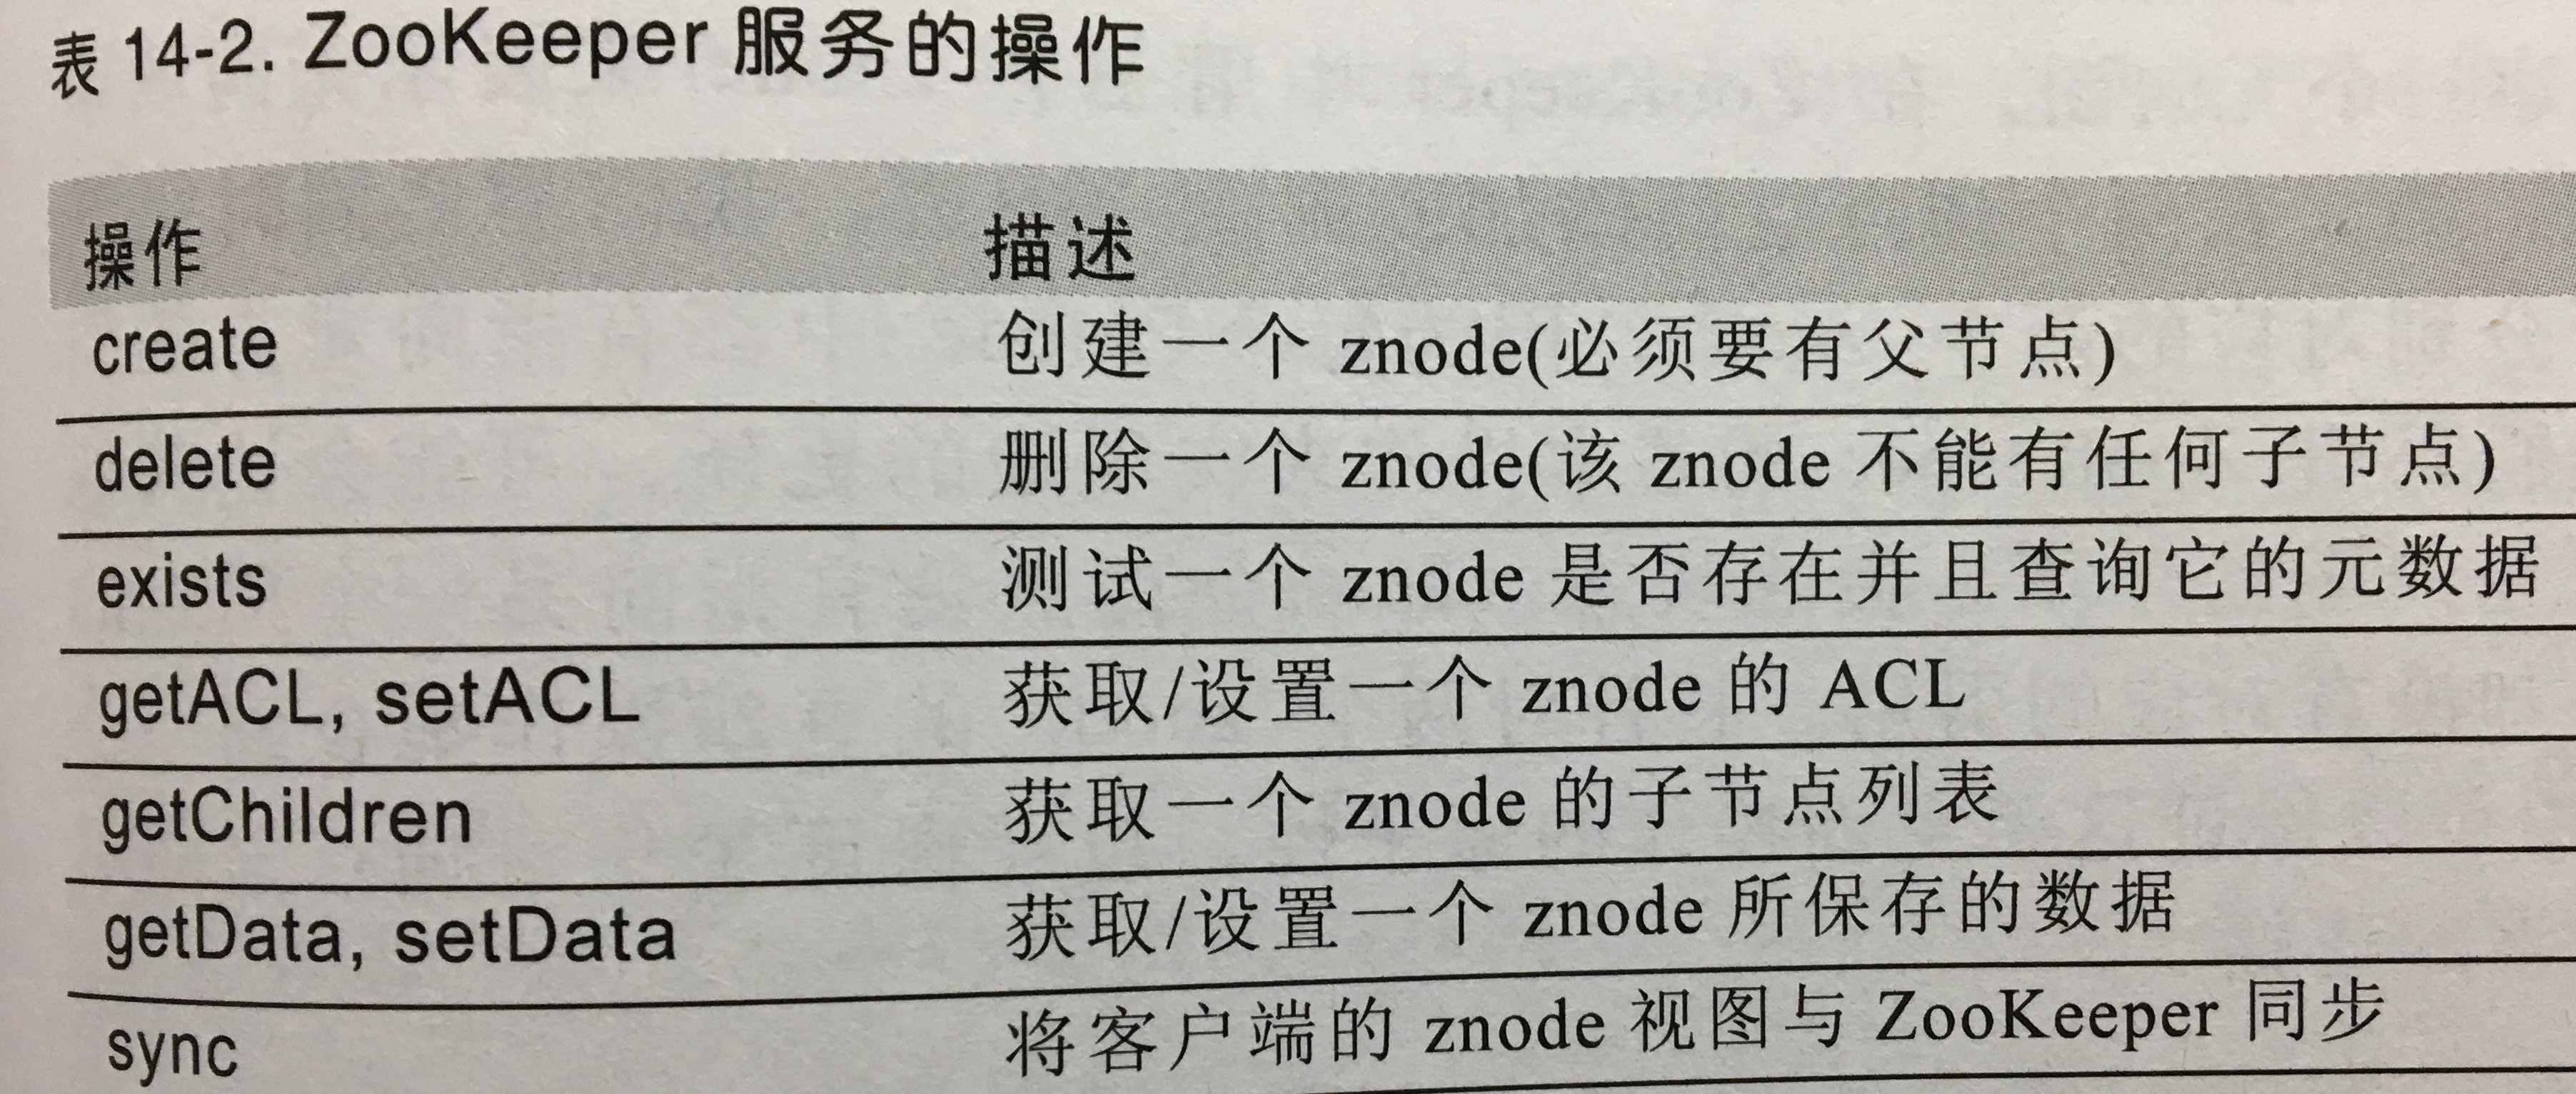 表 14-2. ZooKeeper 服务的操作
操作 描述
create 创建一个 znode(必须要有父节点)
delete 删除一个 znode(该 znode 不能有任何子节点)
exists 测试一个 znode 是否存在并且查询它的元数据
getACL, setACL 获取/设置一个 znode 的 ACL
getChildren 获取一个 znode 的子节点列表
getData, setData 获取/设置一个 znode 所保存的数据
sync 将客户端的 znode 视图与 ZooKeeper 同步